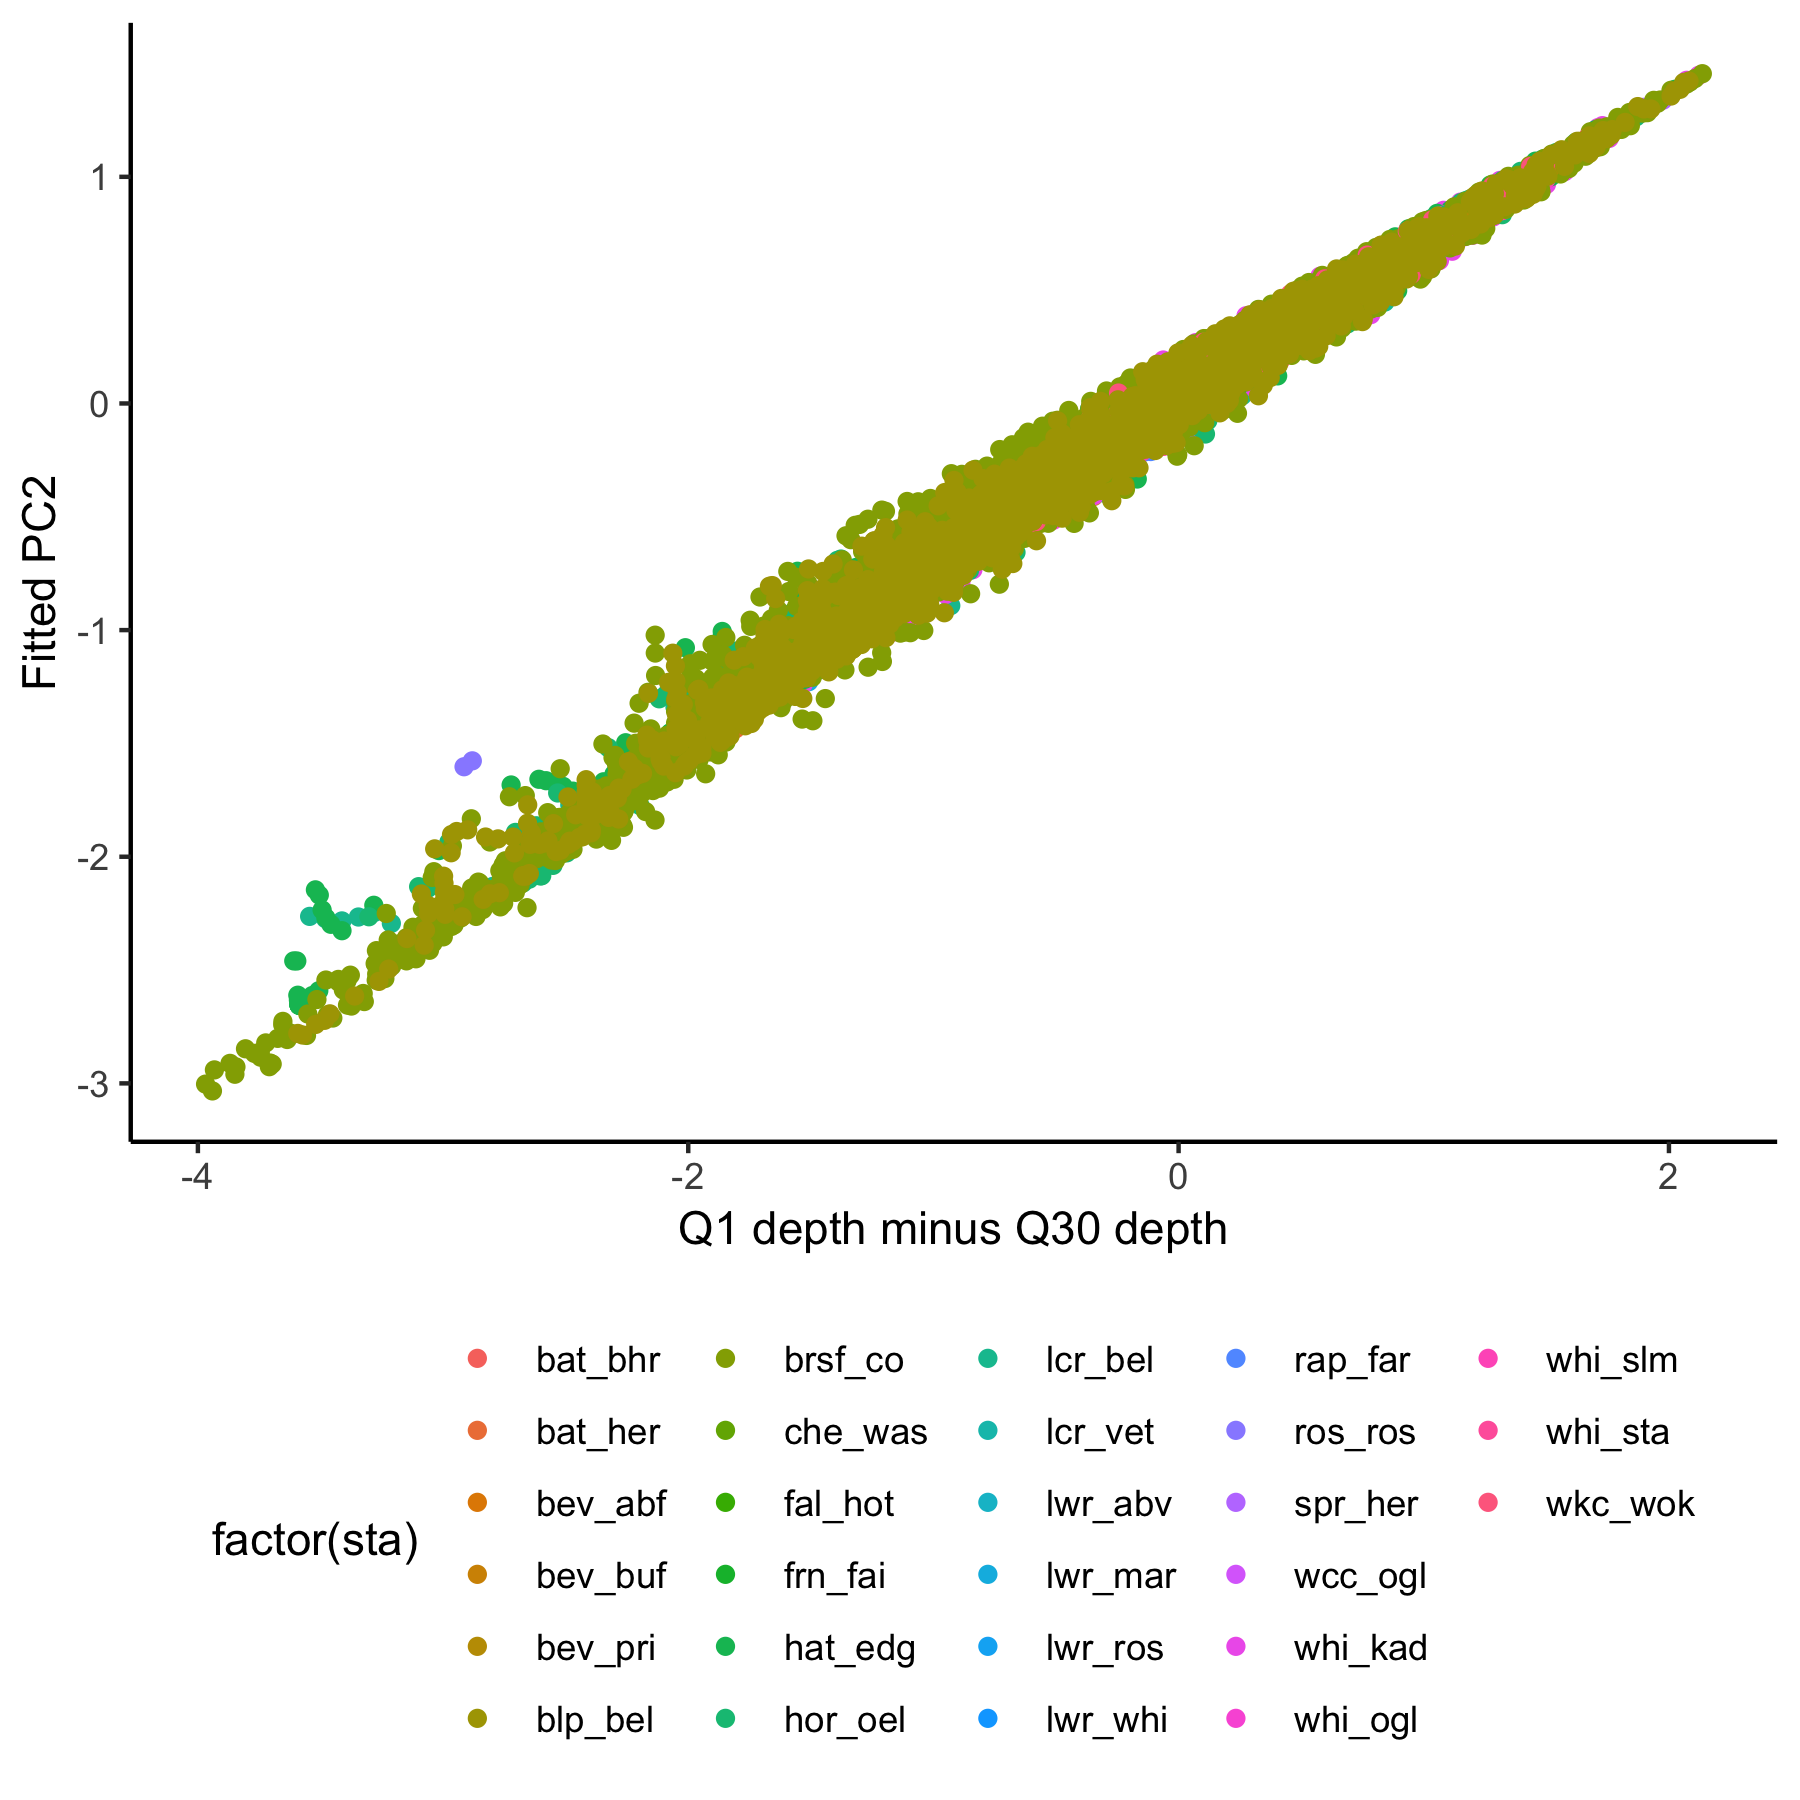 1
0
-1
-2
-3
Fitted PC2
-4 -2 0 2
Q1 depth minus Q30 depth
factor(sta)
bat_bhr brsf_co lcr_bel rap_far whi_slm
bat_her che_was lcr_vet ros_ros whi_sta
bev_abf fal_hot lwr_abv spr_her wkc_wok
bev_buf frn_fai lwr_mar wcc_ogl
bev_pri hat_edg lwr_ros whi_kad
blp_bel hor_oel lwr_whi whi_ogl